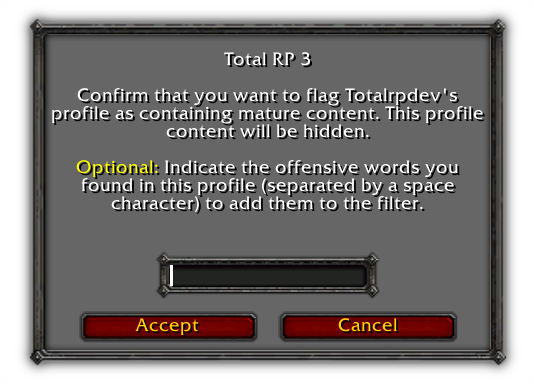 Total RP 3
Confirm that you want to flag Totalrpdev's
profile as containing mature content. This profile
content will be hidden.
Optional: Indicate the offensive words you
found in this profile (separated by a space
character) to add them to the filter.
Accept
Cancel